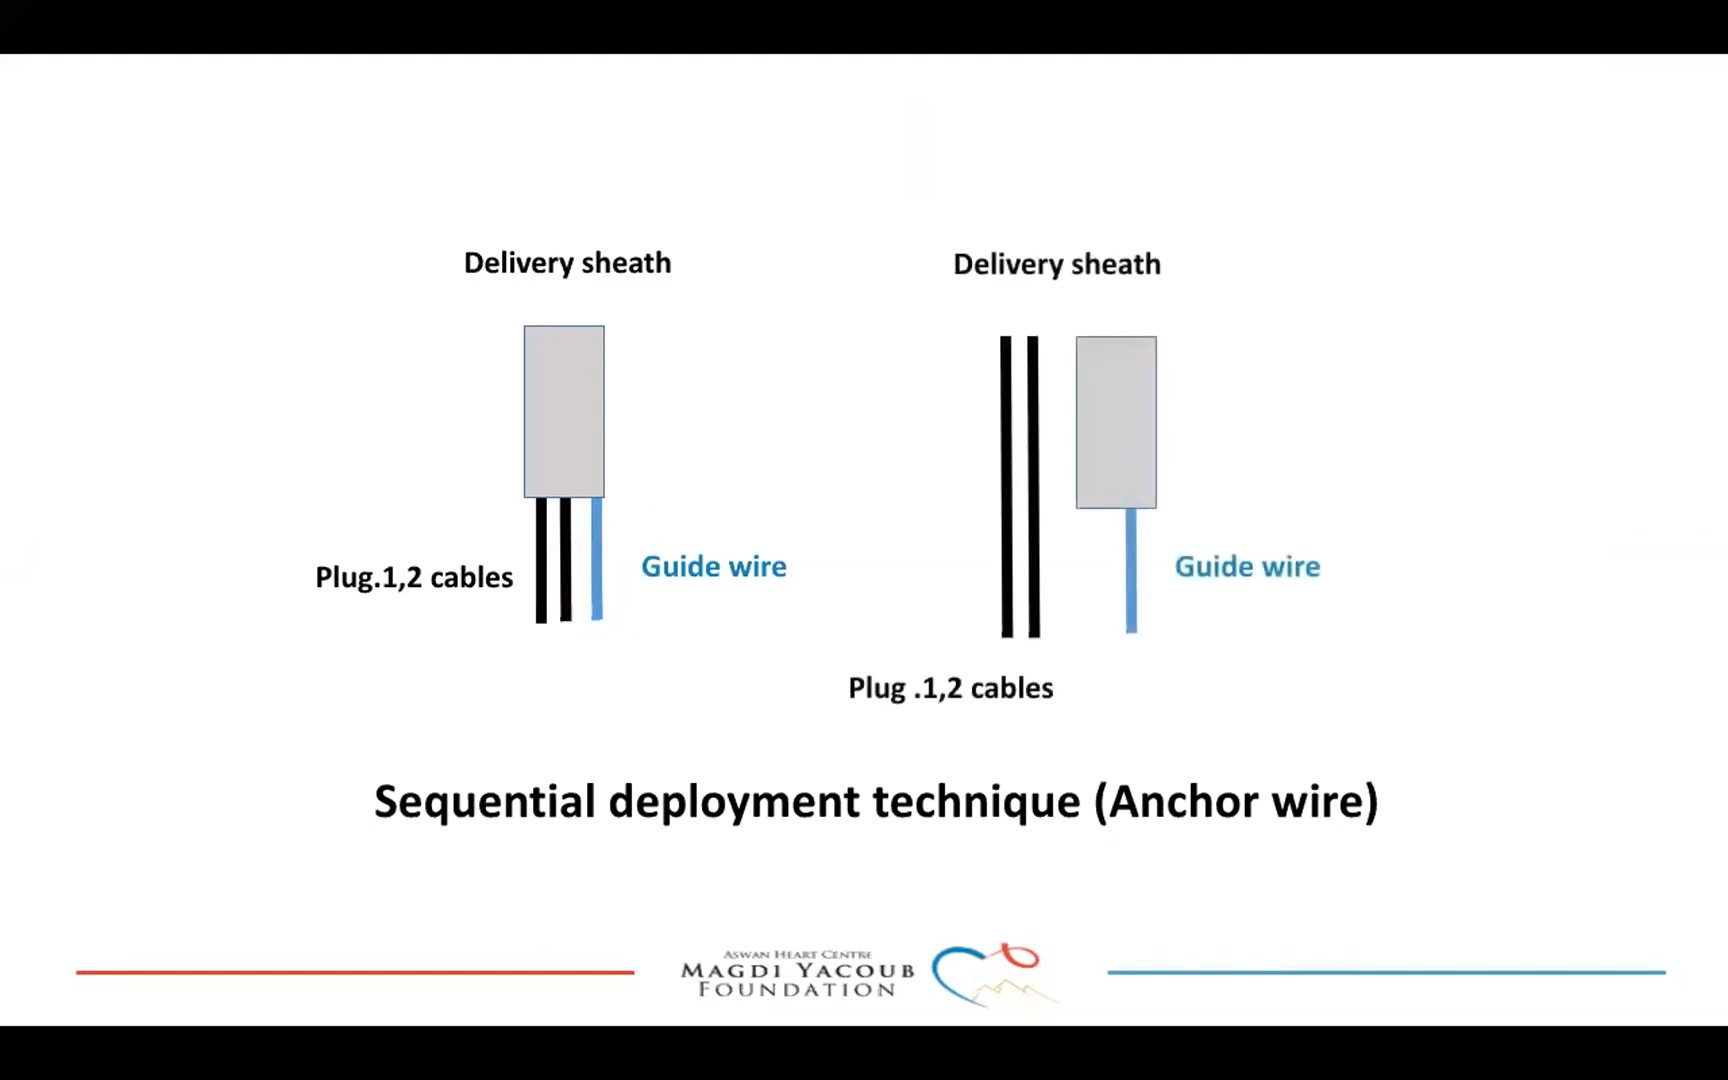 Delivery sheath
Delivery sheath
Plug.1,2 cables
Guide wire
Guide wire
Plug .1,2 cables
Sequential deployment technique (Anchor wire)
ASWAN HEART CENTRE
MAGDI YACOUB
FOUNDATION